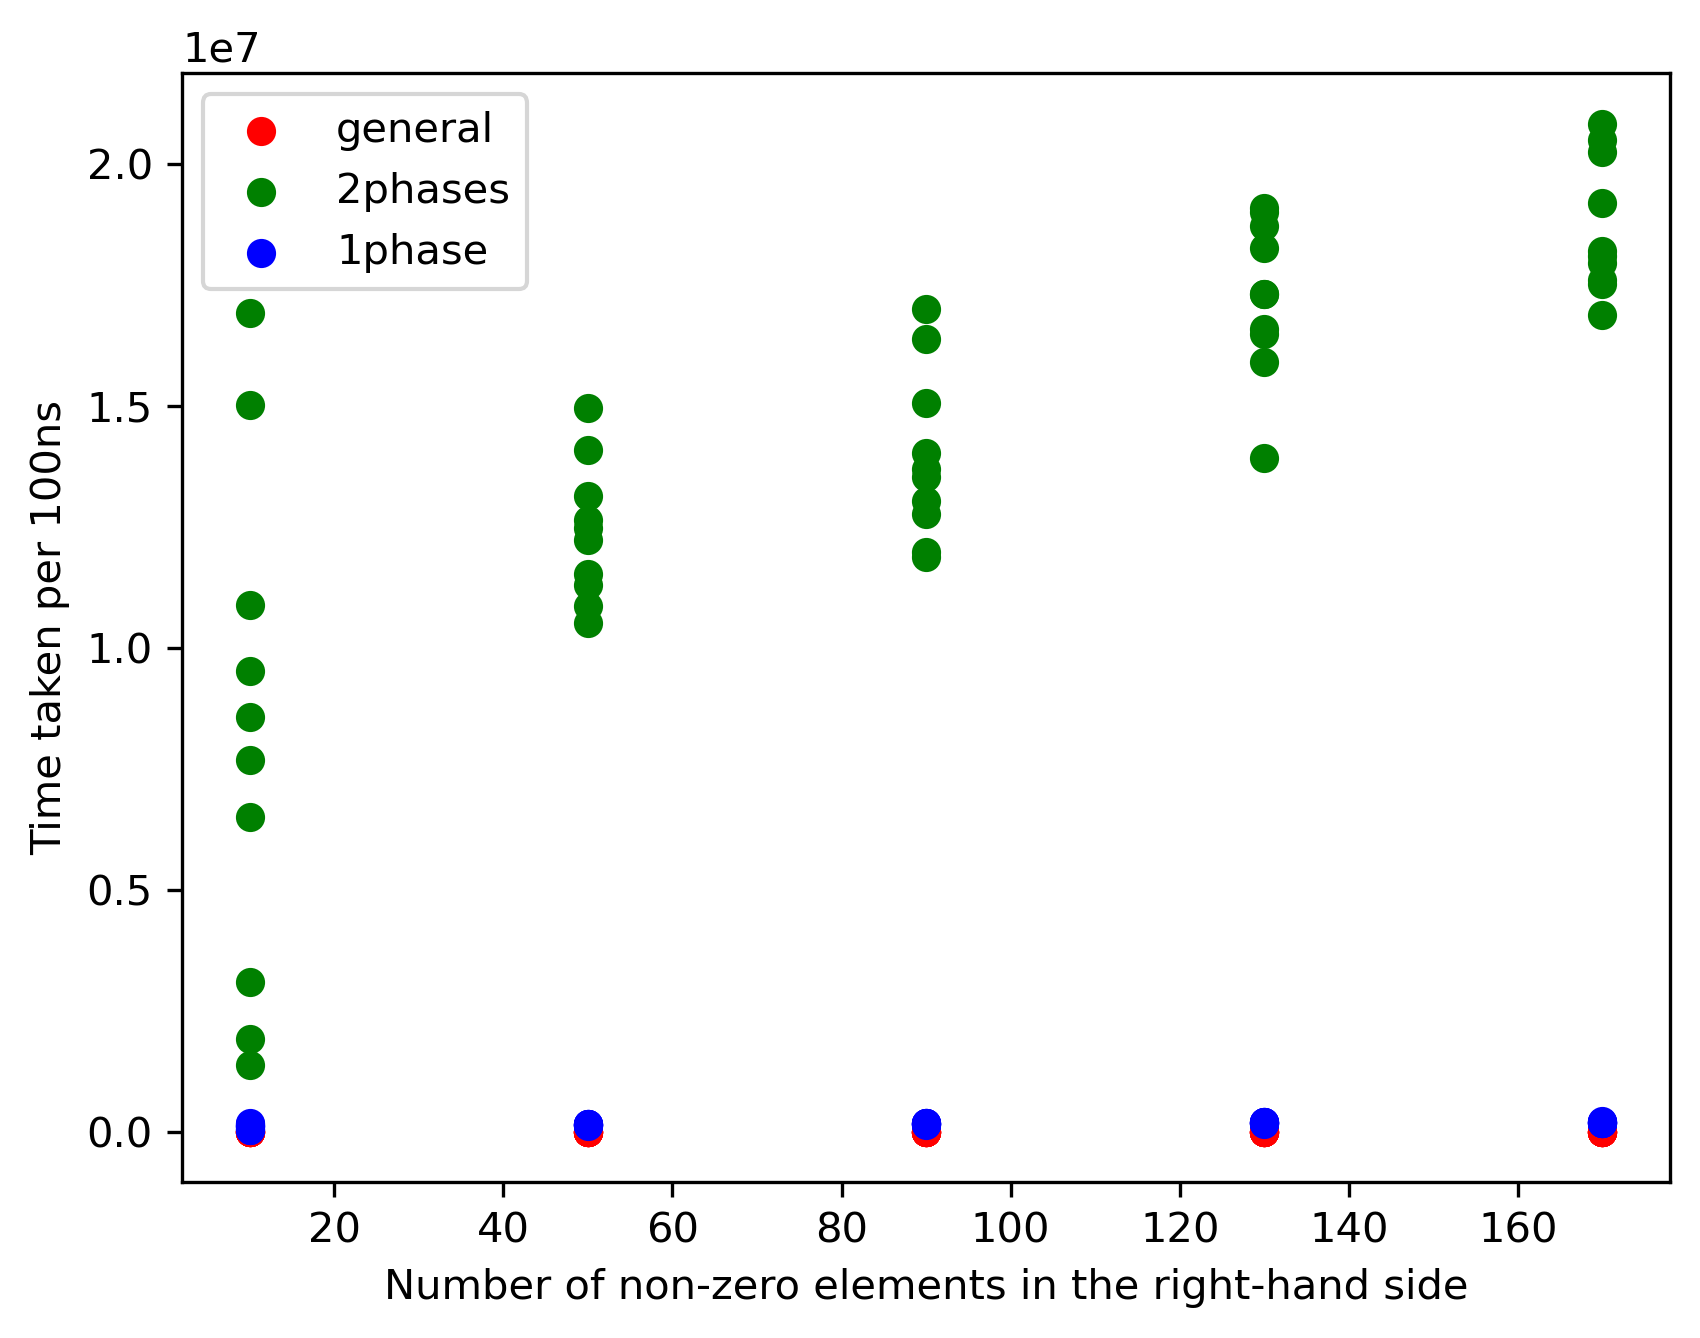 1e7
general
2phases
1phase
2.0
1.5
1.0
0.5
0.0
Time taken per 100ns
20 40 60 80 100 120 140 160
Number of non-zero elements in the right-hand side